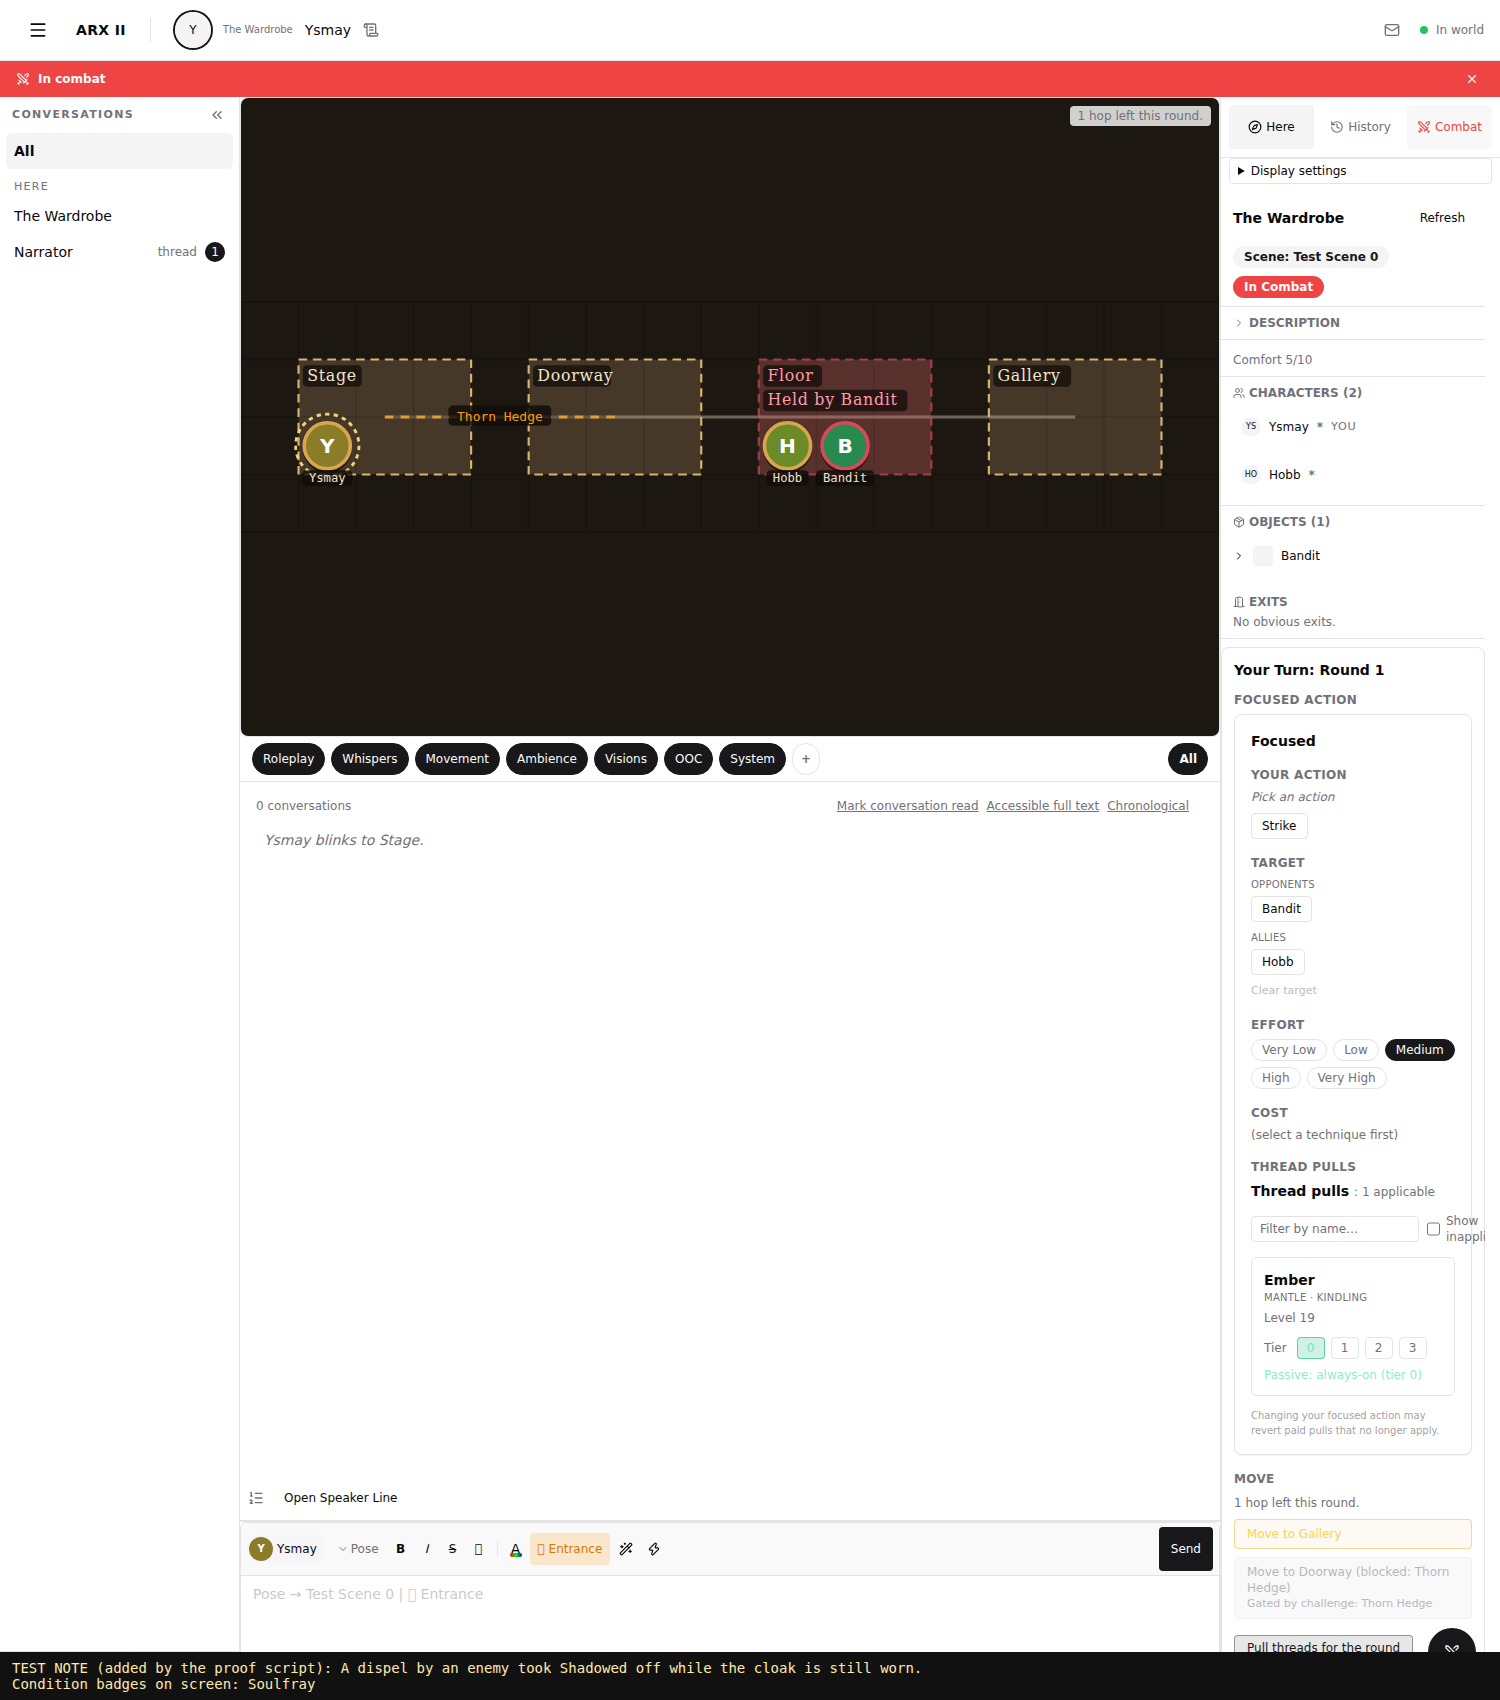 ARX II
Y
The Wardrobe
Ysmay
In world
In combat
CONVERSATIONS
All
HERE
The Wardrobe
Narrator thread 1
1 hop left this round.
Stage
Doorway
Floor
Held by Bandit
Gallery
Thorn Hedge
Y
H
B
Ysmay
Hobb
Bandit
Roleplay
Whispers
Movement
Ambience
Visions
OOC
System
+
All
0 conversations
Mark conversation read
Accessible full text
Chronological
Ysmay blinks to Stage.
Open Speaker Line
Y
Ysmay
Pose
B
I
S
A
Entrance
Send
Pose → Test Scene 0 | Entrance
Here
History
Combat
Display settings
The Wardrobe
Refresh
Scene: Test Scene 0
In Combat
DESCRIPTION
Comfort 5/10
CHARACTERS (2)
YS Ysmay * YOU
HO Hobb *
OBJECTS (1)
Bandit
EXITS
No obvious exits.
Your Turn: Round 1
FOCUSED ACTION
Focused
YOUR ACTION
Pick an action
Strike
TARGET
OPPONENTS
Bandit
ALLIES
Hobb
Clear target
EFFORT
Very Low
Low
Medium
High
Very High
COST
(select a technique first)
THREAD PULLS
Thread pulls : 1 applicable
Filter by name...
Show
inappli
Ember
MANTLE · KINDLING
Level 19
Tier 0 1 2 3
Passive: always-on (tier 0)
Changing your focused action may
revert paid pulls that no longer apply.
MOVE
1 hop left this round.
Move to Gallery
Move to Doorway (blocked: Thorn
Hedge)
Gated by challenge: Thorn Hedge
Pull threads for the round
TEST NOTE (added by the proof script): A dispel by an enemy took Shadowed off while the cloak is still worn.
Condition badges on screen: Soulfray